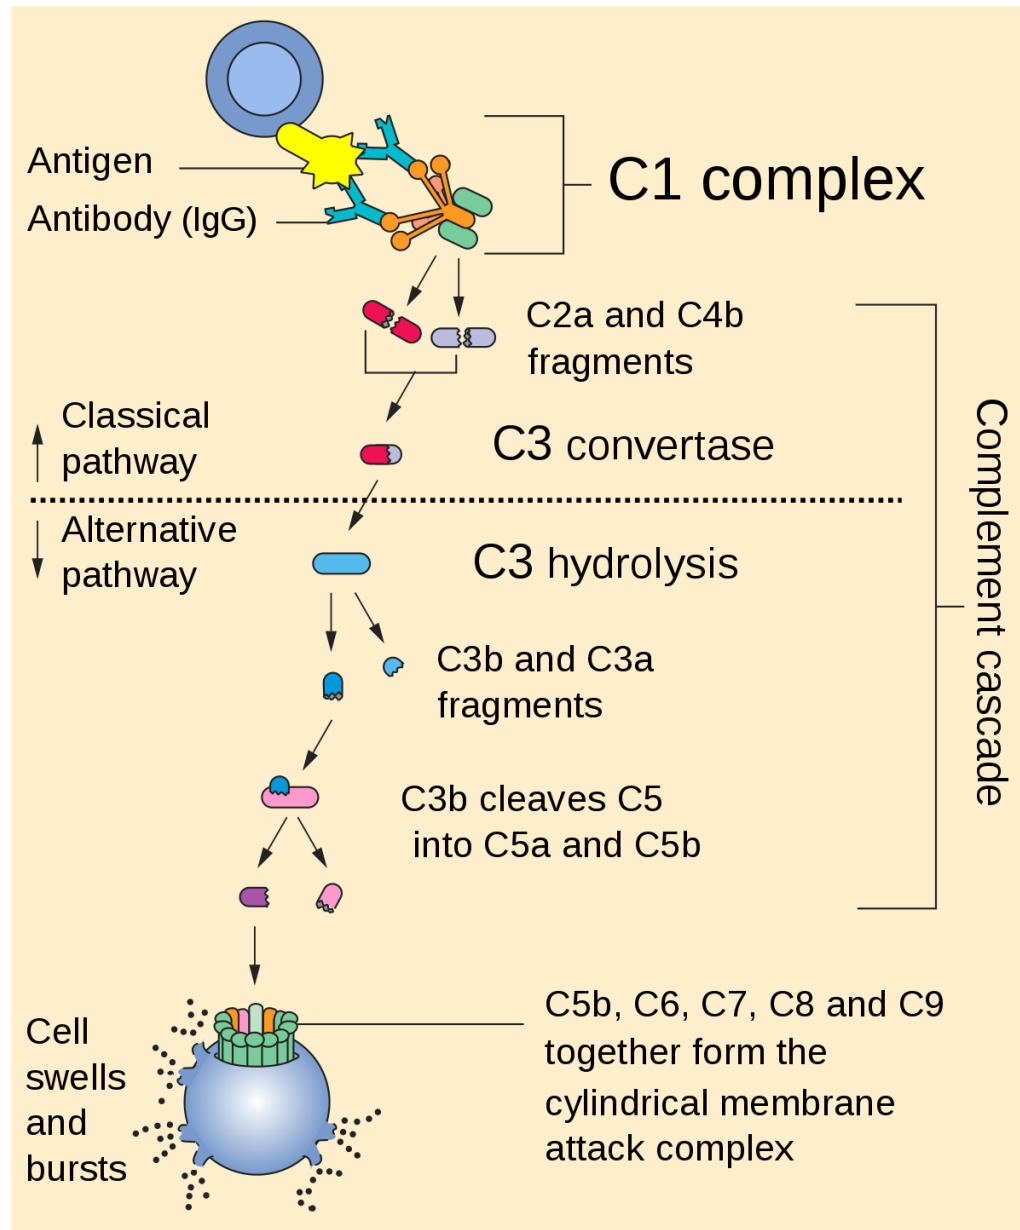 Antigen
Antibody (IgG)
C1 complex
C2a and C4b
fragments
Classical
pathway
C3 convertase
Alternative
pathway
C3 hydrolysis
C3b and C3a
fragments
C3b cleaves C5
into C5a and C5b
Complement cascade
C5b, C6, C7, C8 and C9
together form the
cylindrical membrane
attack complex
Cell
swells
and
bursts